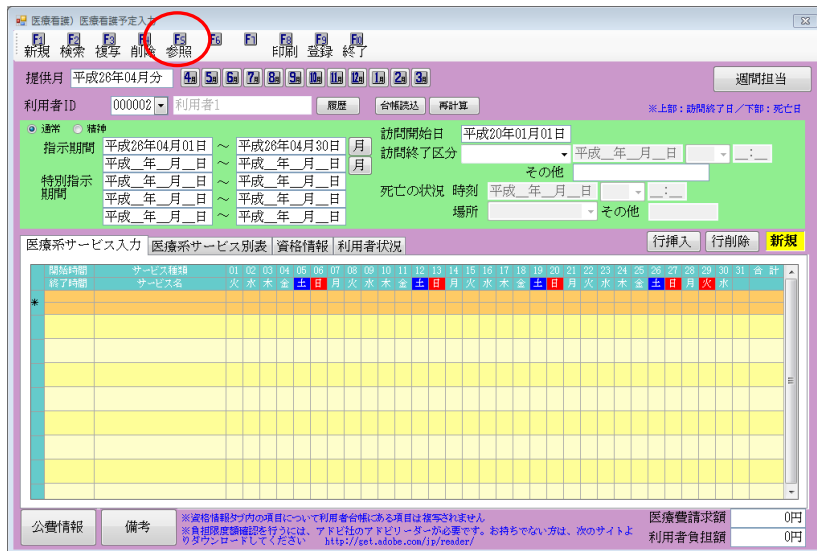 医療看護）医療看護予定入力
F1 F2 F3 F4 F5 F6 F7 F8 F9 F0
新規 検索 複写 削除 参照 印刷 登録 終了
提供月 平成26年04月分 4月 5月 6月 7月 8月 9月 10月 11月 12月 1月 2月 3月 週間担当
利用者ID 000002 利用者1 履歴 台帳読込 再計算 ※上部：訪問終了日／下部：死亡日
通常 精神
指示期間 平成26年04月01日 ～ 平成26年04月30日 月 訪問開始日 平成20年01月01日
平成__年__月__日 ～ 平成__年__月__日 月 訪問終了区分 平成__年__月__日 __:__
特別指示期間 平成__年__月__日 ～ 平成__年__月__日 その他
平成__年__月__日 ～ 平成__年__月__日 死亡の状況 時刻 平成__年__月__日 __:__
平成__年__月__日 ～ 平成__年__月__日 場所 その他
医療系サービス入力 医療系サービス別表 資格情報 利用者状況 行挿入 行削除 新規
開始時間 サービス種類 01 02 03 04 05 06 07 08 09 10 11 12 13 14 15 16 17 18 19 20 21 22 23 24 25 26 27 28 29 30 31 合 計
終了時間 サービス名 火 水 木 金 土 日 月 火 水 木 金 土 日 月 火 水 木 金 土 日 月 火 水 木 金 土 日 月 火 水
*
公費情報 備考 ※資格情報タブ内の項目について利用者台帳にある項目は複写されません 医療費請求額 0円
※負担限度額確認を行うには、アドビ社のアドビリーダーが必要です。お持ちでない方は、次のサイトよ
りダウンロードしてください http://get.adobe.com/jp/reader/ 利用者負担額 0円